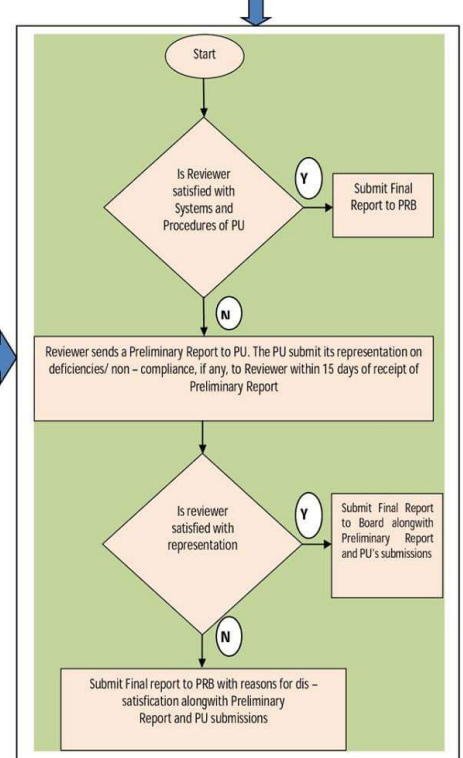 Start
Is Reviewer
satisfied with
Systems and
Procedures of PU
Y
Submit Final
Report to PRB
N
Reviewer sends a Preliminary Report to PU. The PU submit its representation on
deficiencies/ non – compliance, if any, to Reviewer within 15 days of receipt of
Preliminary Report
Is reviewer
satisfied with
representation
Y
Submit Final Report
to Board alongwith
Preliminary Report
and PU's submissions
N
Submit Final report to PRB with reasons for dis –
satisfication alongwith Preliminary
Report and PU submissions